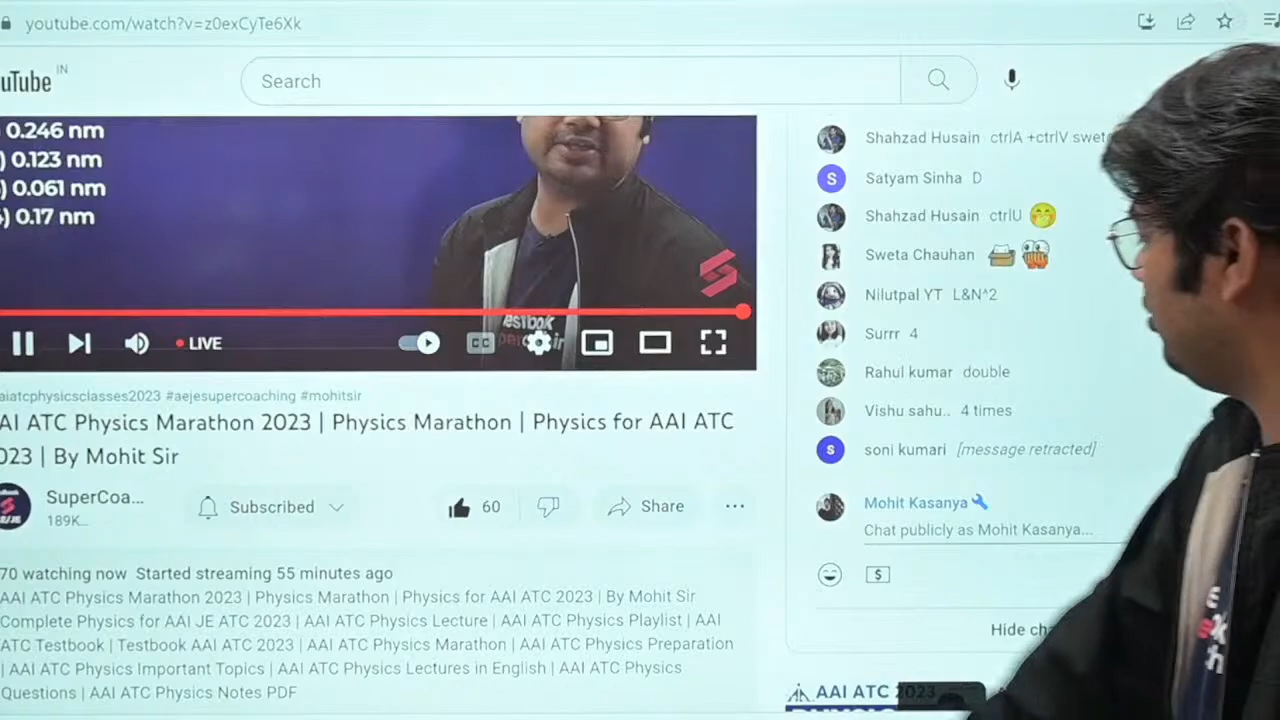 youtube.com/watch?v=z0exCyTe6Xk
uTube IN
Search
0.246 nm
) 0.123 nm
) 0.061 nm
) 0.17 nm
LIVE
CC
aiatcphysicsclasses2023 #aejesupercoaching #mohitsir
AI ATC Physics Marathon 2023 | Physics Marathon | Physics for AAI ATC
023 | By Mohit Sir
SuperCoa...
189K...
Subscribed
60
Share
70 watching now Started streaming 55 minutes ago
AAI ATC Physics Marathon 2023 | Physics Marathon | Physics for AAI ATC 2023 | By Mohit Sir
Complete Physics for AAI JE ATC 2023 | AAI ATC Physics Lecture | AAI ATC Physics Playlist | AAI
ATC Testbook | Testbook AAI ATC 2023 | AAI ATC Physics Marathon | AAI ATC Physics Preparation
| AAI ATC Physics Important Topics | AAI ATC Physics Lectures in English | AAI ATC Physics
Questions | AAI ATC Physics Notes PDF
Shahzad Husain ctrlA +ctrlV swet
Satyam Sinha D
S
Shahzad Husain ctrlU
Sweta Chauhan
Nilutpal YT L&N^2
Surrr 4
Rahul kumar double
Vishu sahu.. 4 times
s
soni kumari [message retracted]
Mohit Kasanya
Chat publicly as Mohit Kasanya...
$
Hide ch
AAI ATC 2023